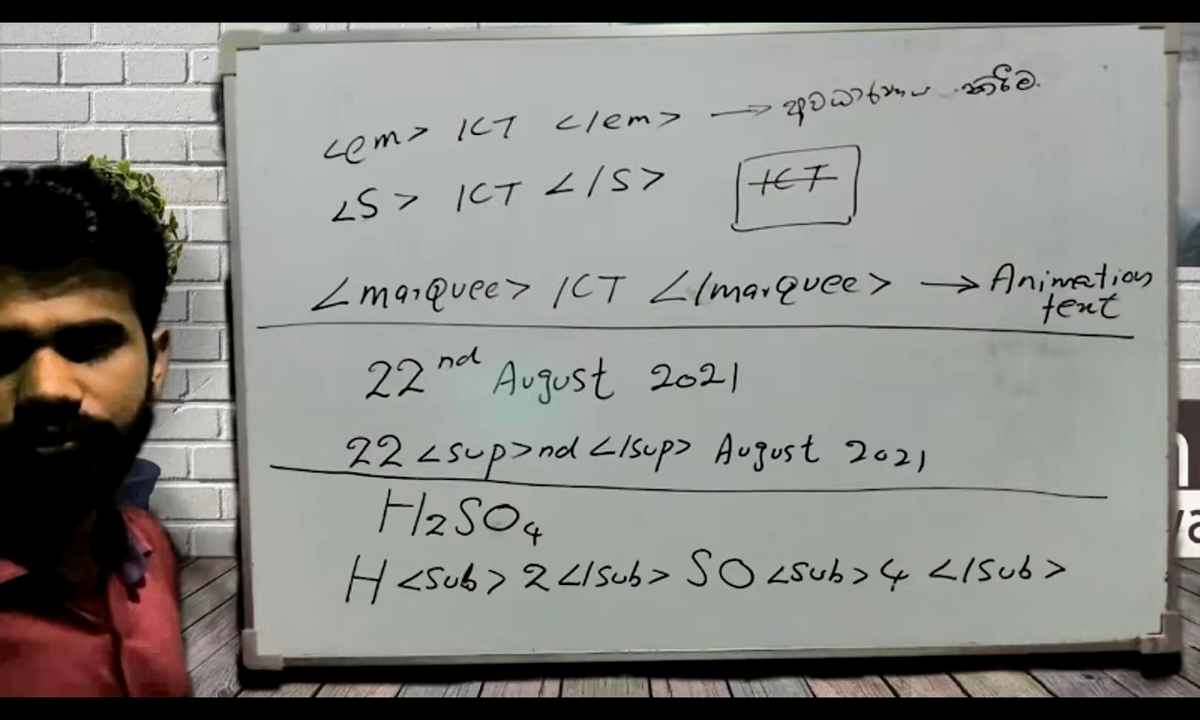 <em> ICT </em> → අවධාරණය කිරීම.
<S> ICT </S> ICT
<marquee> ICT </marquee> → Animation
text
22nd August 2021
22 <sup>nd </sup> August 2021
H2SO4
H <sub> 2 </sub> SO <sub> 4 </sub>